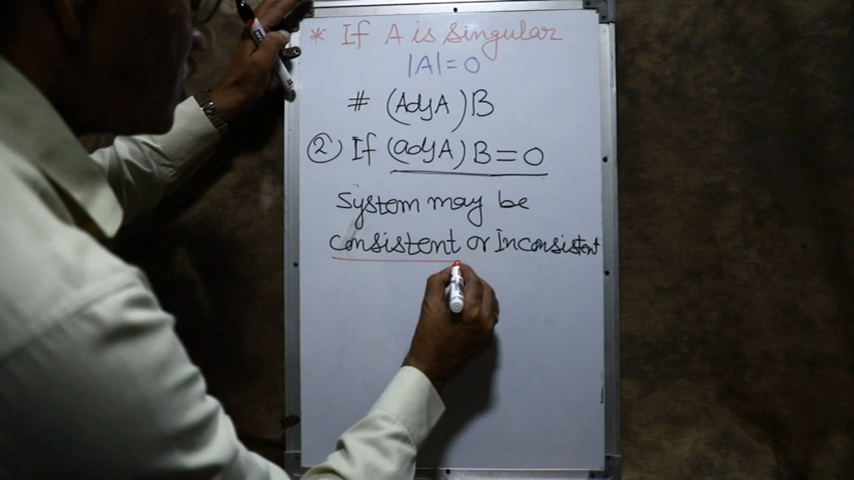 * If A is Singular
|A| = 0
# (AdjA) B
② If (adjA) B = 0
System may be
consistent or Inconsistent